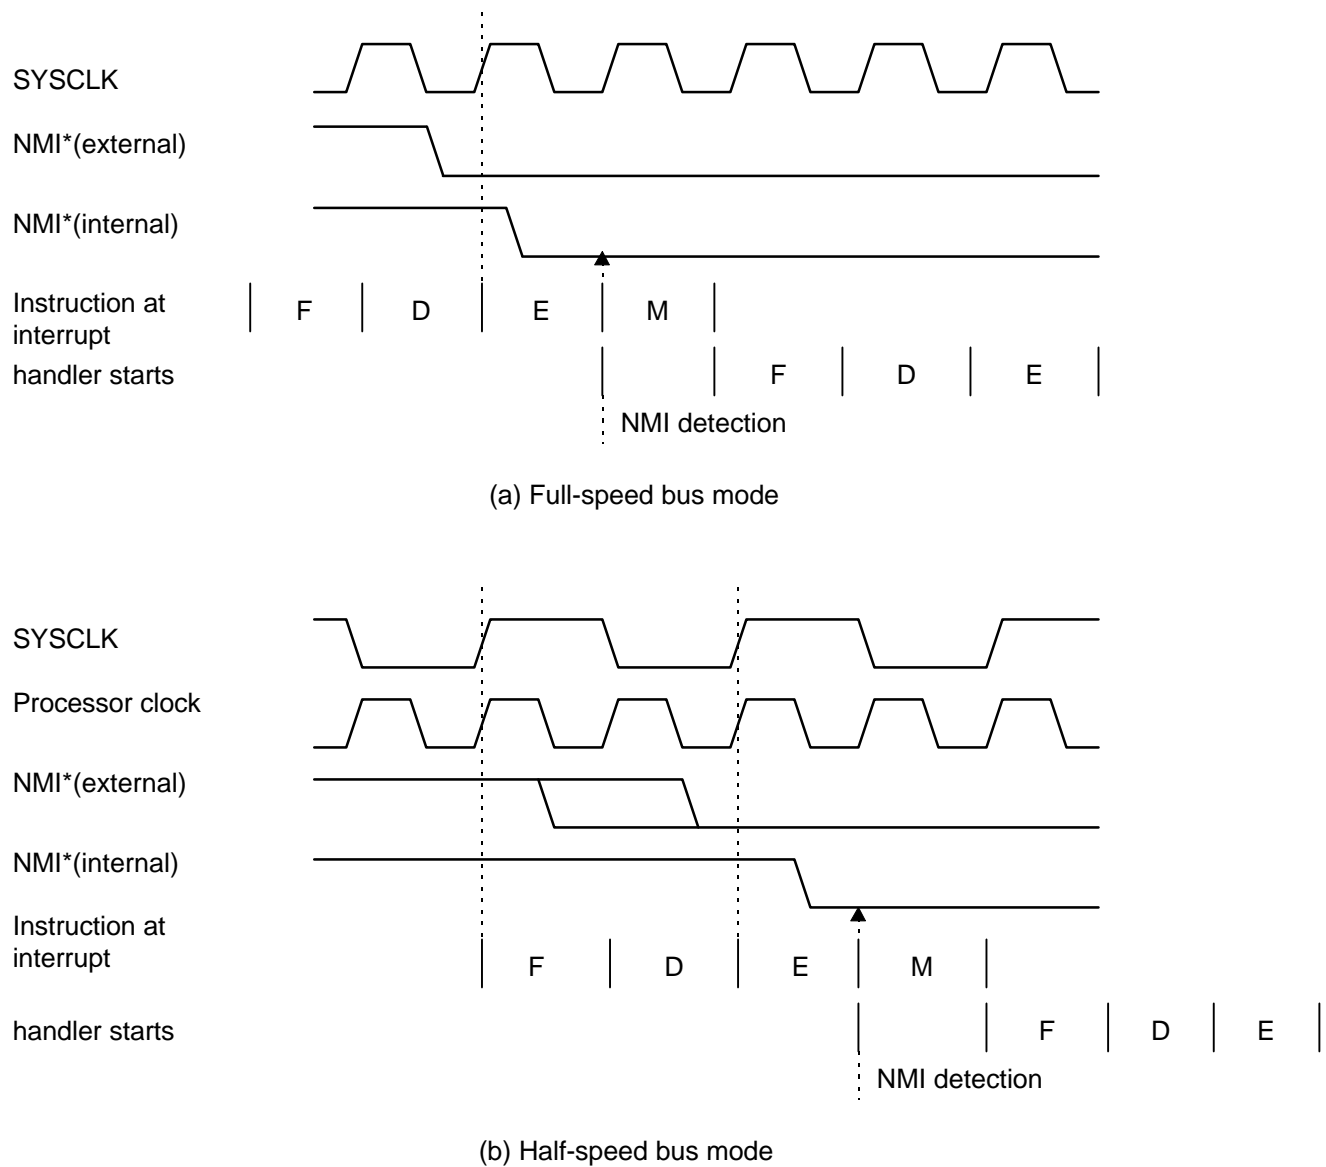 SYSCLK
NMI*(external)
NMI*(internal)
Instruction at
interrupt
F D E M
handler starts
F D E
NMI detection
(a) Full-speed bus mode
SYSCLK
Processor clock
NMI*(external)
NMI*(internal)
Instruction at
interrupt
F D E M
handler starts
F D E
NMI detection
(b) Half-speed bus mode